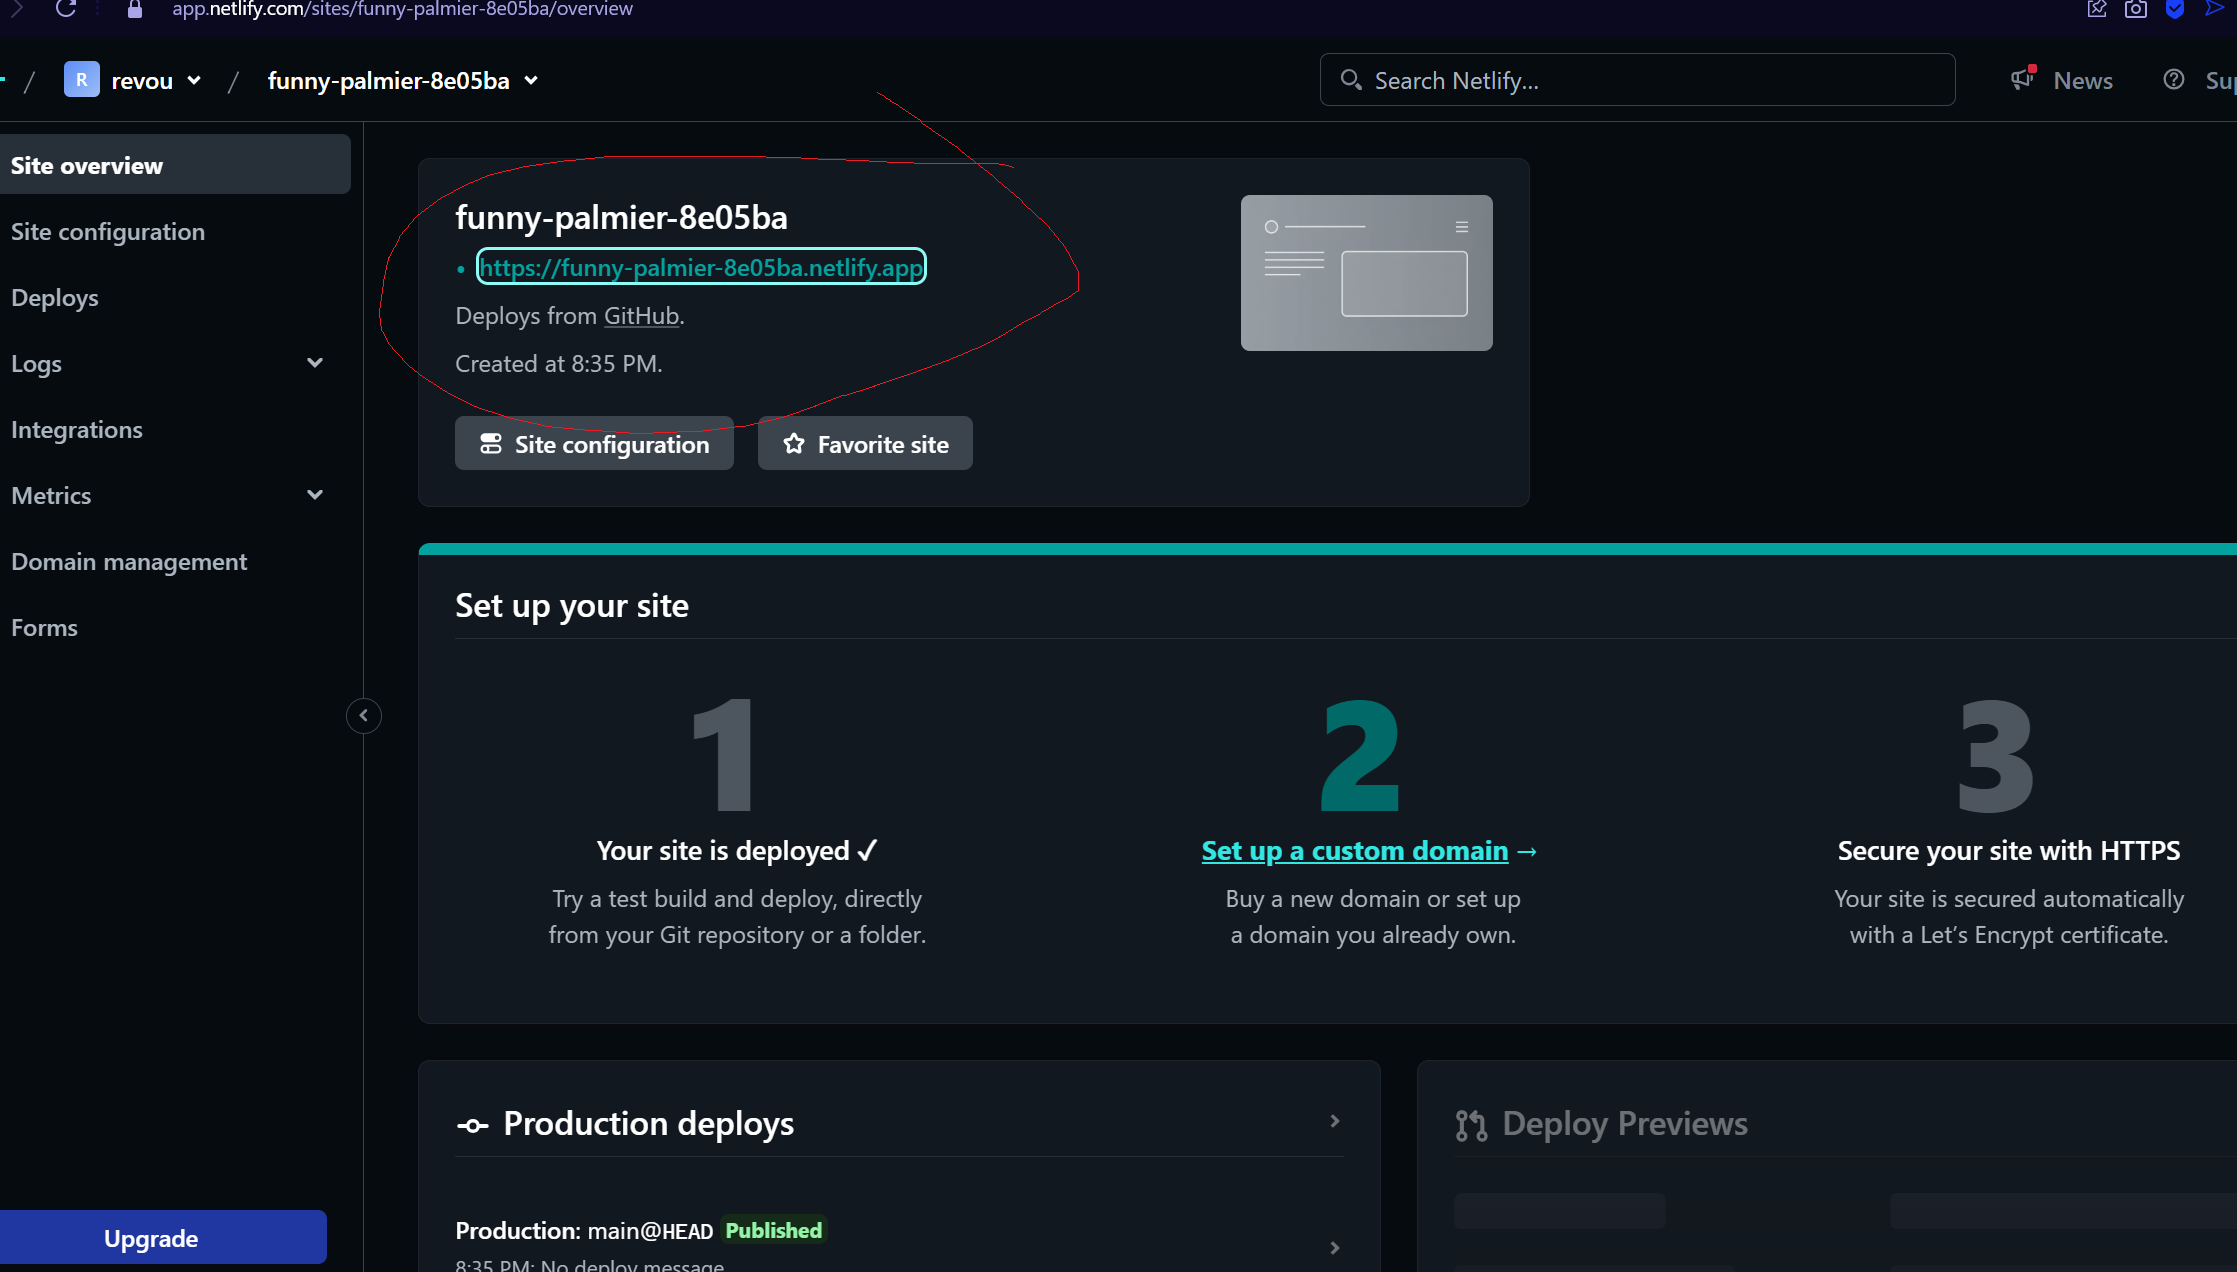 app.netlify.com/sites/funny-palmier-8e05ba/overview
/ R revou / funny-palmier-8e05ba
Search Netlify...
News
Site overview
Site configuration
Deploys
Logs
Integrations
Metrics
Domain management
Forms
Upgrade
funny-palmier-8e05ba
• https://funny-palmier-8e05ba.netlify.app
Deploys from GitHub.
Created at 8:35 PM.
Site configuration
Favorite site
Set up your site
1
Your site is deployed ✓
Try a test build and deploy, directly
from your Git repository or a folder.
2
Set up a custom domain →
Buy a new domain or set up
a domain you already own.
3
Secure your site with HTTPS
Your site is secured automatically
with a Let’s Encrypt certificate.
Production deploys
Production: main@HEAD Published
8:35 PM: No deploy message
Deploy Previews